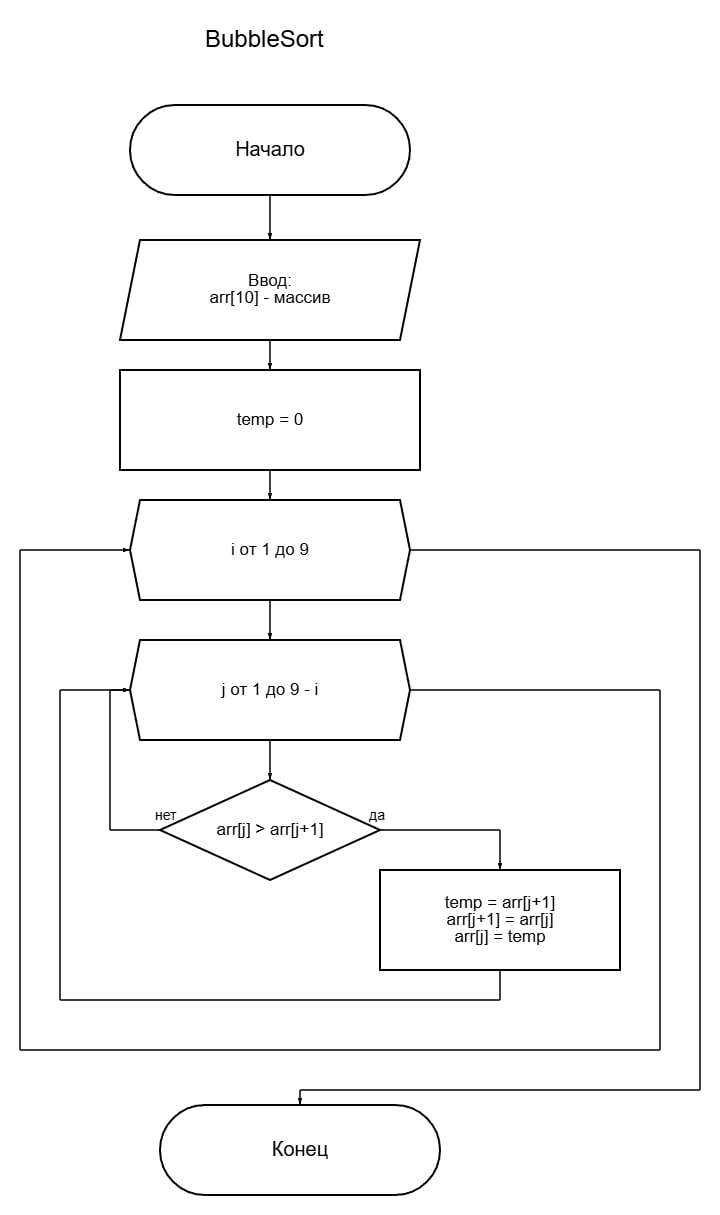 BubbleSort
Начало
Ввод:
arr[10] - массив
temp = 0
i от 1 до 9
j от 1 до 9 - i
нет
arr[j] > arr[j+1]
да
temp = arr[j+1]
arr[j+1] = arr[j]
arr[j] = temp
Конец